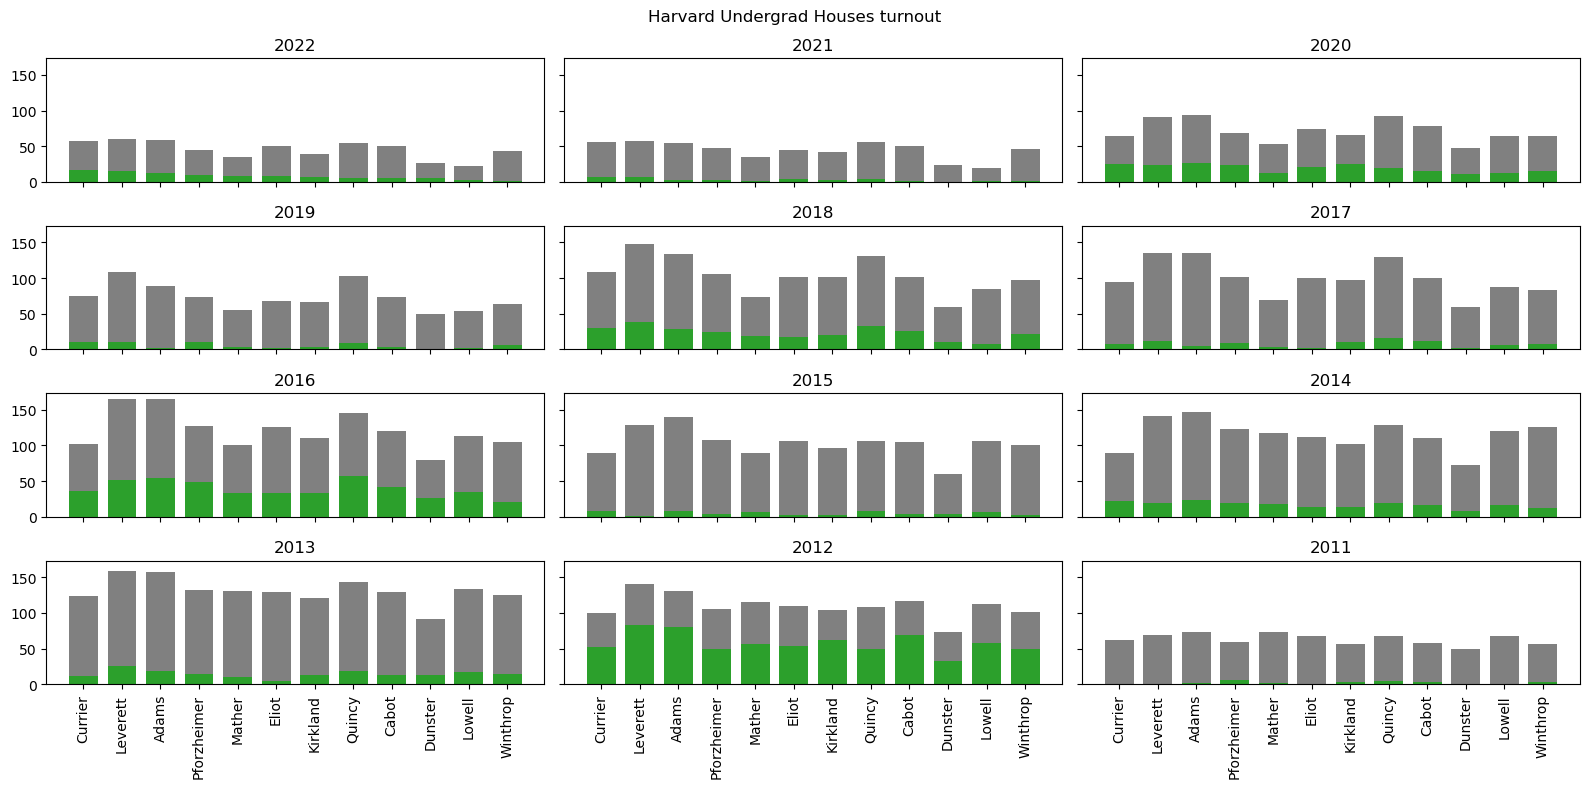 Harvard Undergrad Houses turnout
2022 2021 2020
150
100
50
0
2019 2018 2017
150
100
50
0
2016 2015 2014
150
100
50
0
2013 2012 2011
150
100
50
0
Currier Leverett Adams Pforzheimer Mather Eliot Kirkland Quincy Cabot Dunster Lowell Winthrop
Currier Leverett Adams Pforzheimer Mather Eliot Kirkland Quincy Cabot Dunster Lowell Winthrop
Currier Leverett Adams Pforzheimer Mather Eliot Kirkland Quincy Cabot Dunster Lowell Winthrop